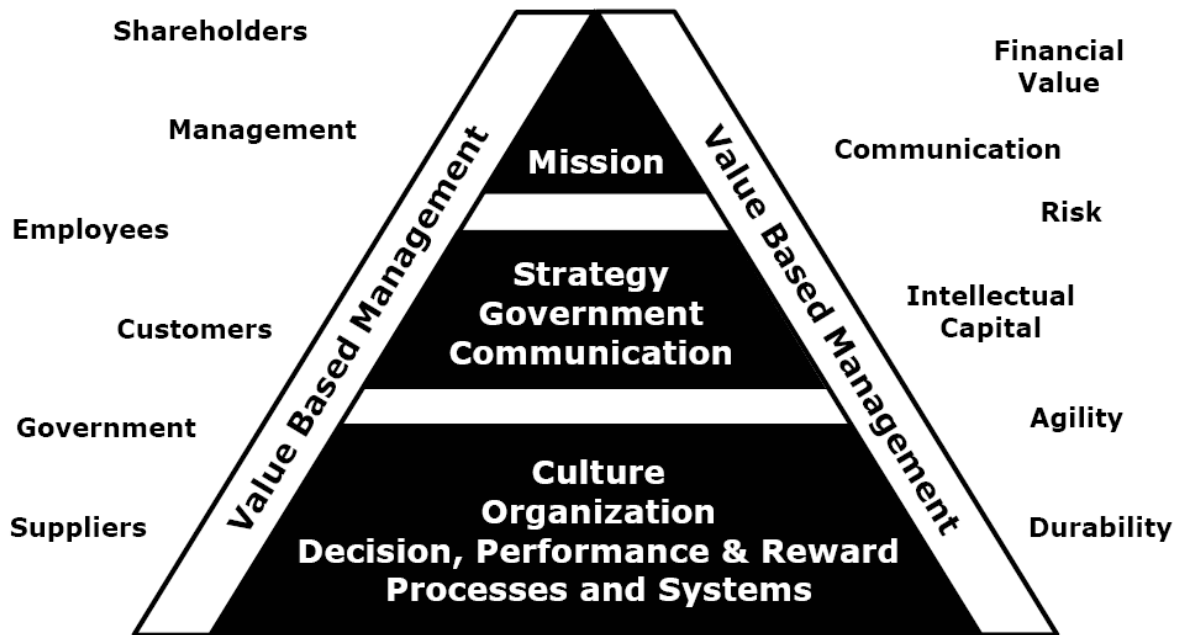 Shareholders
Management
Employees
Customers
Government
Suppliers
Value Based Management
Mission
Strategy
Government
Communication
Culture
Organization
Decision, Performance & Reward
Processes and Systems
Value Based Management
Financial
Value
Communication
Risk
Intellectual
Capital
Agility
Durability